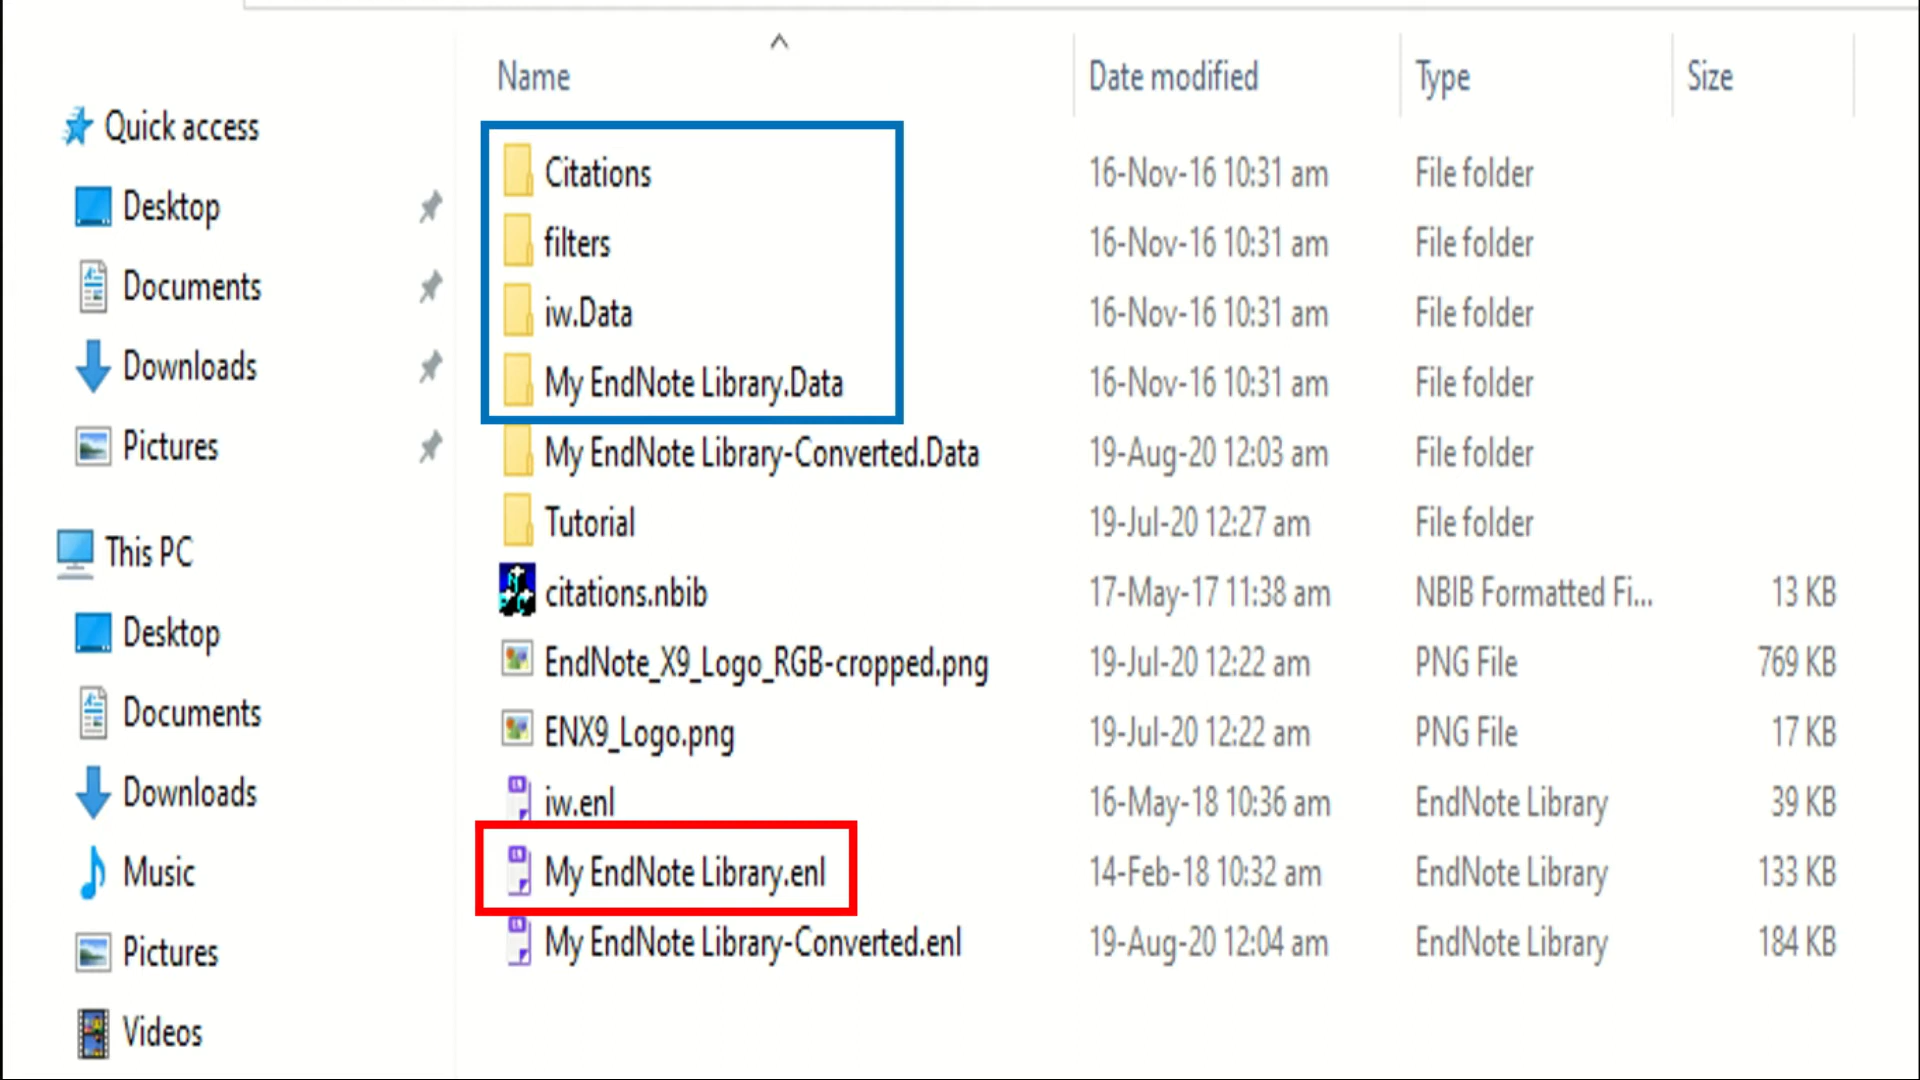 Name Date modified Type Size
Quick access
Desktop
Documents
Downloads
Pictures
This PC
Desktop
Documents
Downloads
Music
Pictures
Videos
Citations 16-Nov-16 10:31 am File folder
filters 16-Nov-16 10:31 am File folder
iw.Data 16-Nov-16 10:31 am File folder
My EndNote Library.Data 16-Nov-16 10:31 am File folder
My EndNote Library-Converted.Data 19-Aug-20 12:03 am File folder
Tutorial 19-Jul-20 12:27 am File folder
citations.nbib 17-May-17 11:38 am NBIB Formatted Fi... 13 KB
EndNote_X9_Logo_RGB-cropped.png 19-Jul-20 12:22 am PNG File 769 KB
ENX9_Logo.png 19-Jul-20 12:22 am PNG File 17 KB
iw.enl 16-May-18 10:36 am EndNote Library 39 KB
My EndNote Library.enl 14-Feb-18 10:32 am EndNote Library 133 KB
My EndNote Library-Converted.enl 19-Aug-20 12:04 am EndNote Library 184 KB